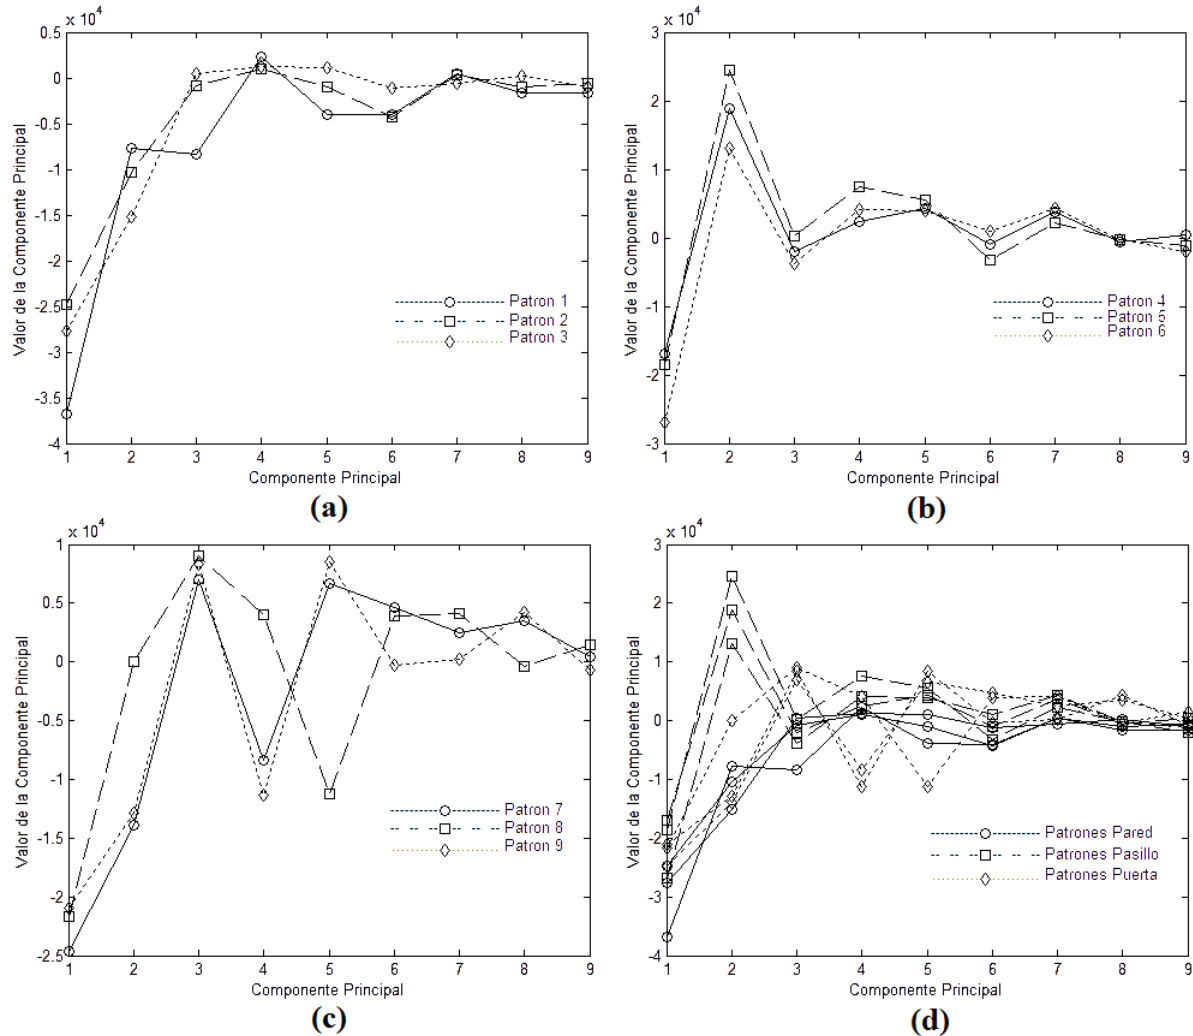 x 10^4
0.5
0
-0.5
-1
-1.5
-2
-2.5
-3
-3.5
-4
Valor de la Componente Principal
Patron 1
Patron 2
Patron 3
1 2 3 4 5 6 7 8 9
Componente Principal
(a)
x 10^4
3
2
1
0
-1
-2
-3
Valor de la Componente Principal
Patron 4
Patron 5
Patron 6
1 2 3 4 5 6 7 8 9
Componente Principal
(b)
x 10^4
1
0.5
0
-0.5
-1
-1.5
-2
-2.5
Valor de la Componente Principal
Patron 7
Patron 8
Patron 9
1 2 3 4 5 6 7 8 9
Componente Principal
(c)
x 10^4
3
2
1
0
-1
-2
-3
-4
Valor de la Componente Principal
Patrones Pared
Patrones Pasillo
Patrones Puerta
1 2 3 4 5 6 7 8 9
Componente Principal
(d)